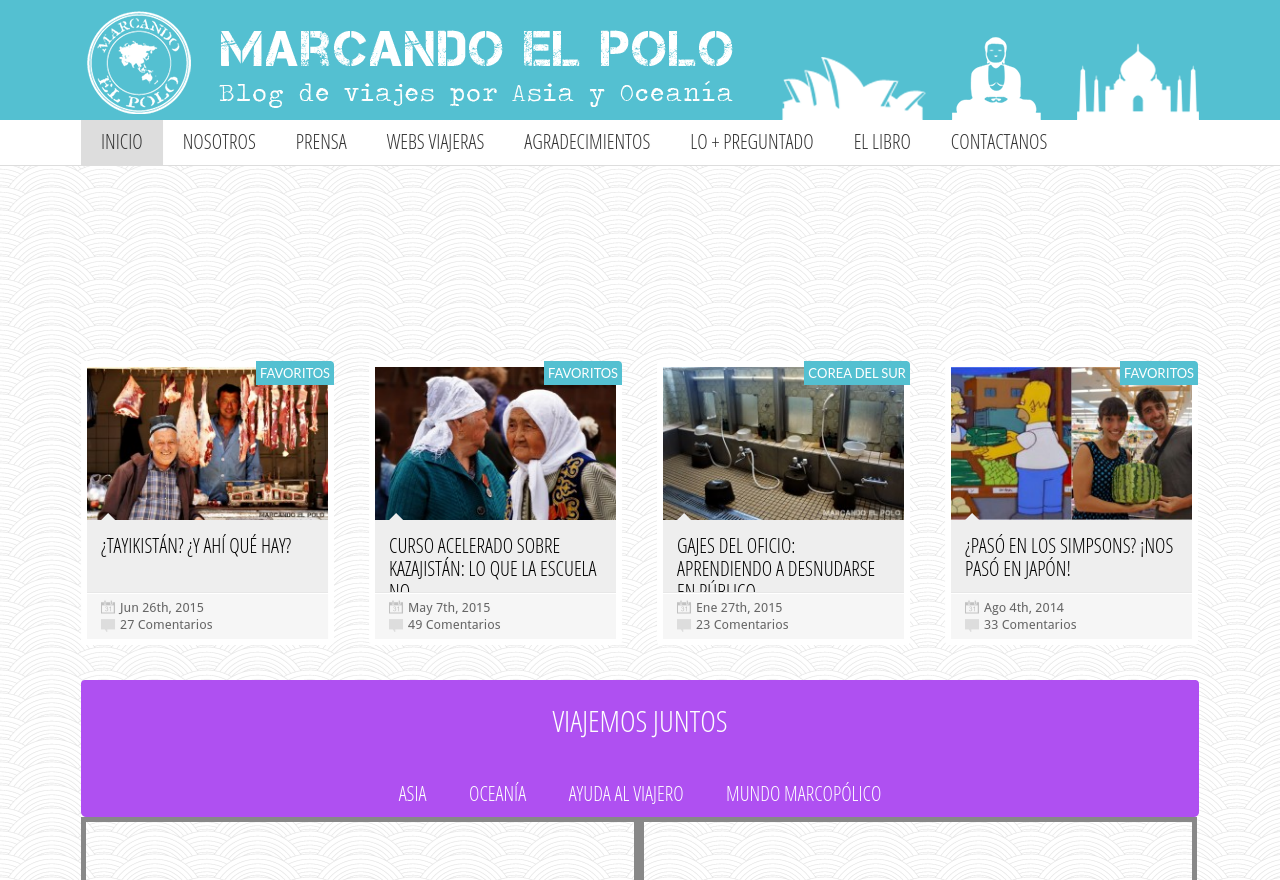 MARCANDO
EL POLO
MARCANDO EL POLO
Blog de viajes por Asia y Oceanía
INICIO
NOSOTROS
PRENSA
WEBS VIAJERAS
AGRADECIMIENTOS
LO + PREGUNTADO
EL LIBRO
CONTACTANOS
FAVORITOS
MARCANDO EL POLO
¿TAYIKISTÁN? ¿Y AHÍ QUÉ HAY?
Jun 26th, 2015
27 Comentarios
FAVORITOS
CURSO ACELERADO SOBRE
KAZAJISTÁN: LO QUE LA ESCUELA
NO
May 7th, 2015
49 Comentarios
COREA DEL SUR
MARCANDO EL POLO
GAJES DEL OFICIO:
APRENDIENDO A DESNUDARSE
EN PÚBLICO
Ene 27th, 2015
23 Comentarios
FAVORITOS
¿PASÓ EN LOS SIMPSONS? ¡NOS
PASÓ EN JAPÓN!
Ago 4th, 2014
33 Comentarios
VIAJEMOS JUNTOS
ASIA
OCEANÍA
AYUDA AL VIAJERO
MUNDO MARCOPÓLICO